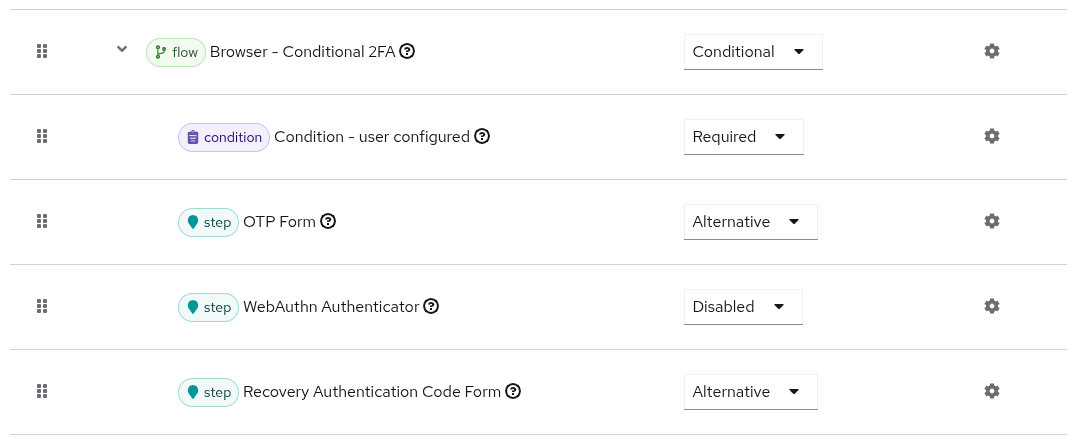 flow Browser - Conditional 2FA Conditional
condition Condition - user configured Required
step OTP Form Alternative
step WebAuthn Authenticator Disabled
step Recovery Authentication Code Form Alternative